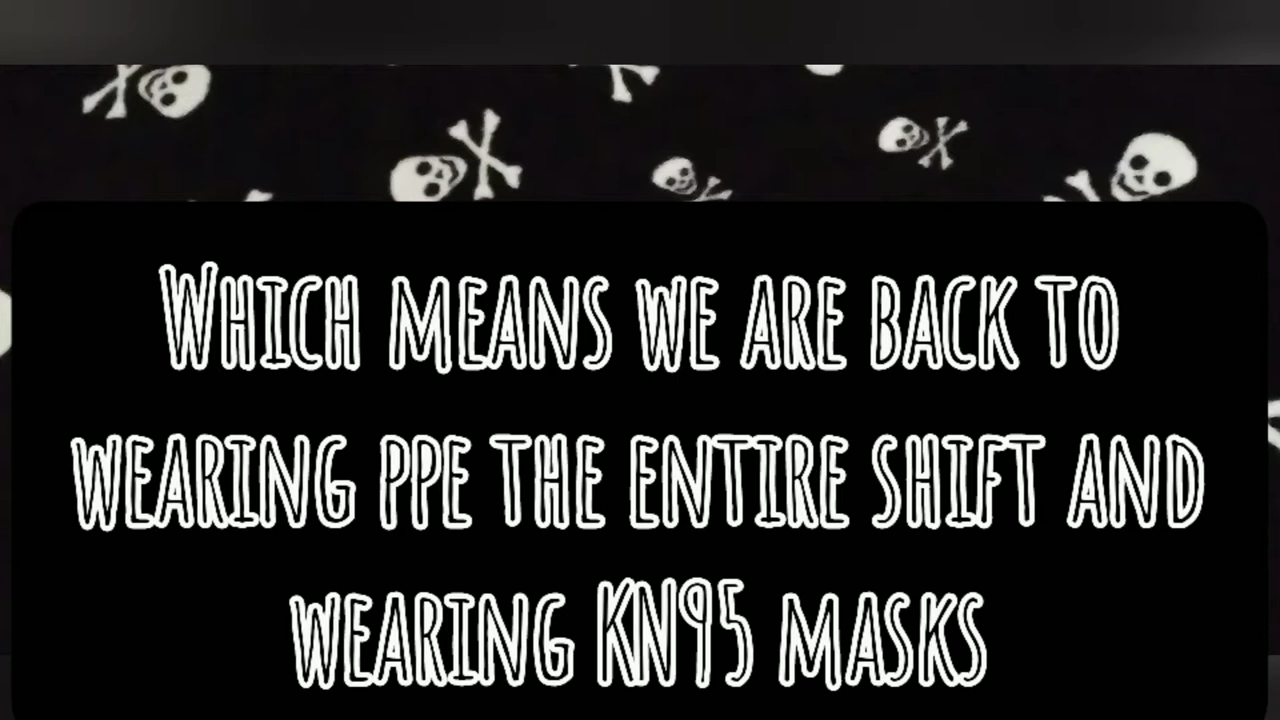 Which means we are back to
wearing ppe the entire shift and
wearing KN95 masks